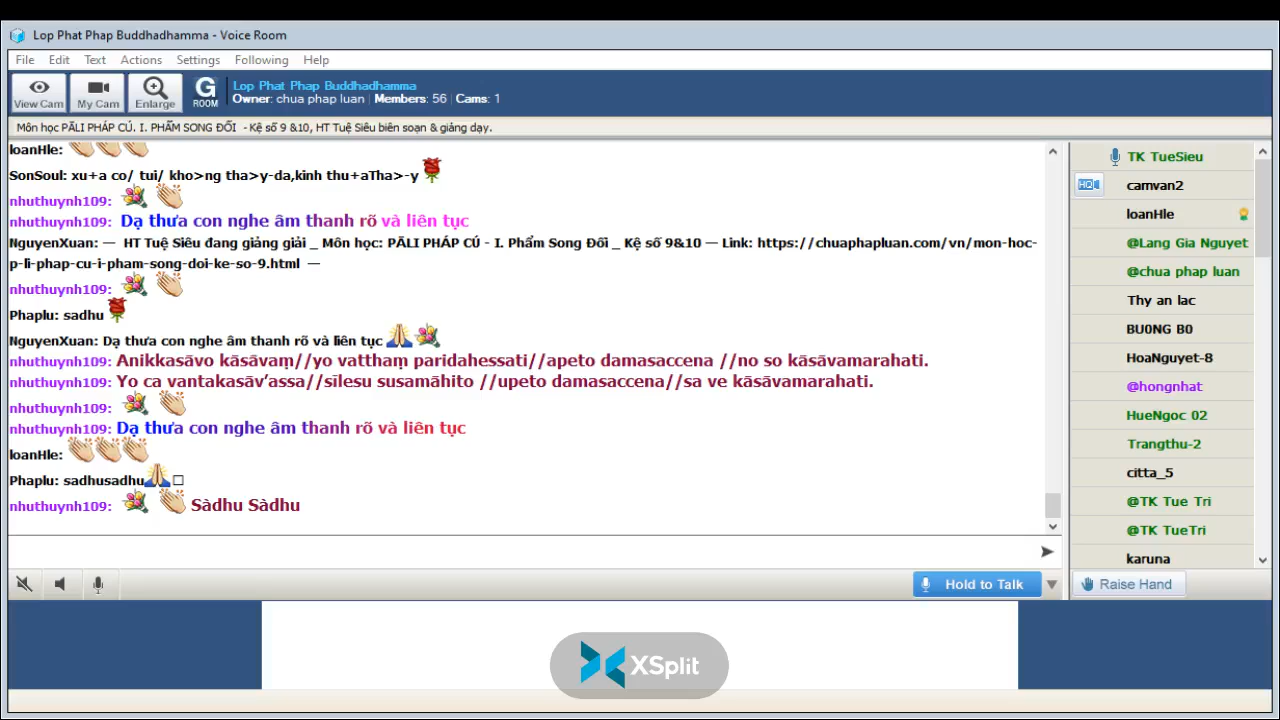 Lop Phat Phap Buddhadhamma - Voice Room
File Edit Text Actions Settings Following Help
View Cam My Cam Enlarge G ROOM
Lop Phat Phap Buddhadhamma
Owner: chua phap luan | Members: 56 | Cams: 1
Môn học PĀLI PHÁP CÚ. I. PHẨM SONG ĐỐI - Kệ số 9 &10, HT Tuệ Siêu biên soạn & giảng dạy.
loanHle:
SonSoul: xu+a co/ tui/ kho>ng tha>y-da,kinh thu+aTha>-y
nhuthuynh109:
nhuthuynh109: Dạ thưa con nghe âm thanh rõ và liên tục
NguyenXuan: — HT Tuệ Siêu đang giảng giải _ Môn học: PĀLI PHÁP CÚ - I. Phẩm Song Đối _ Kệ số 9&10 — Link: https://chuaphapluan.com/vn/mon-hoc-
p-li-phap-cu-i-pham-song-doi-ke-so-9.html —
nhuthuynh109:
Phaplu: sadhu
NguyenXuan: Dạ thưa con nghe âm thanh rõ và liên tục
nhuthuynh109: Anikkasāvo kāsāvaṃ//yo vatthaṃ paridahessati//apeto damasaccena //no so kāsāvamarahati.
nhuthuynh109: Yo ca vantakasāv’assa//sīlesu susamāhito //upeto damasaccena//sa ve kāsāvamarahati.
nhuthuynh109:
nhuthuynh109: Dạ thưa con nghe âm thanh rõ và liên tục
loanHle:
Phaplu: sadhusadhu
nhuthuynh109: Sàdhu Sàdhu
TK TueSieu
HQ camvan2
loanHle
@Lang Gia Nguyet
@chua phap luan
Thy an lac
BU0NG B0
HoaNguyet-8
@hongnhat
HueNgoc 02
Trangthu-2
citta_5
@TK Tue Tri
@TK TueTri
karuna
Hold to Talk
Raise Hand
XSplit